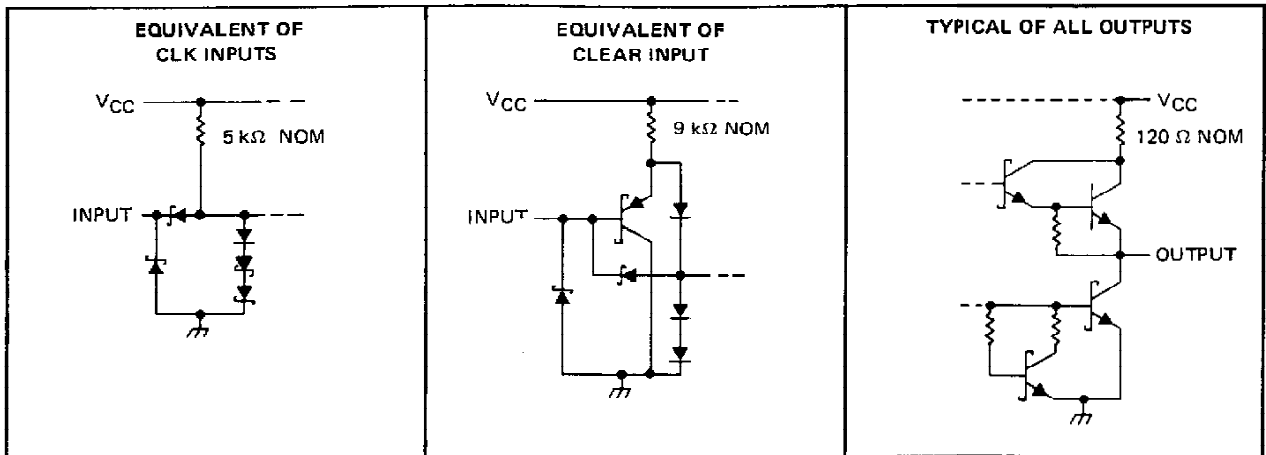 EQUIVALENT OF
CLK INPUTS
VCC
5 kΩ NOM
INPUT
EQUIVALENT OF
CLEAR INPUT
VCC
9 kΩ NOM
INPUT
TYPICAL OF ALL OUTPUTS
VCC
120 Ω NOM
OUTPUT